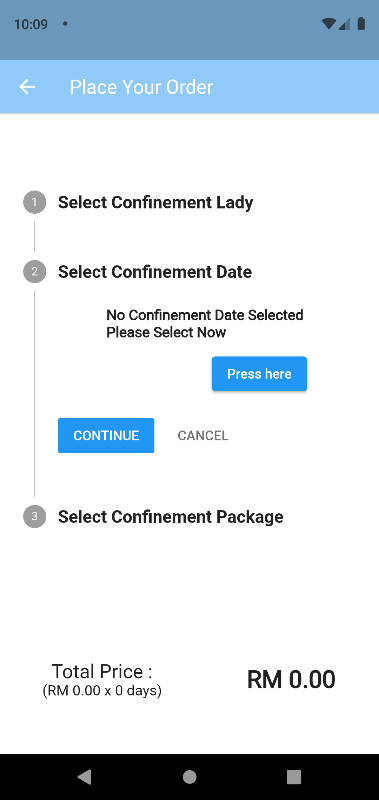 10:09
Place Your Order
1 Select Confinement Lady
2 Select Confinement Date
No Confinement Date Selected
Please Select Now
Press here
CONTINUE CANCEL
3 Select Confinement Package
Total Price :
(RM 0.00 x 0 days)
RM 0.00